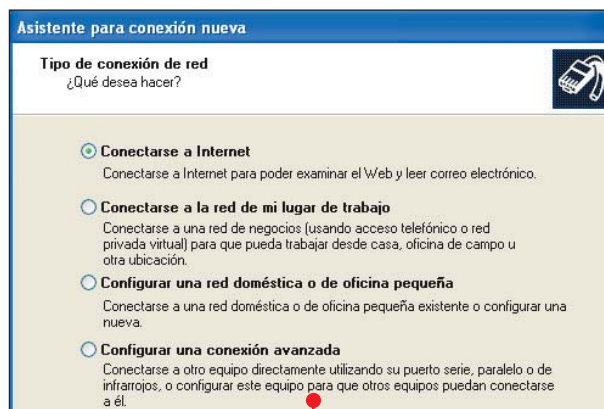 Asistente para conexión nueva
Tipo de conexión de red
¿Qué desea hacer?
Conectarse a Internet
Conectarse a Internet para poder examinar el Web y leer correo electrónico.
Conectarse a la red de mi lugar de trabajo
Conectarse a una red de negocios (usando acceso telefónico o red
privada virtual) para que pueda trabajar desde casa, oficina de campo u
otra ubicación.
Configurar una red doméstica o de oficina pequeña
Conectarse a una red doméstica o de oficina pequeña existente o configurar una
nueva.
Configurar una conexión avanzada
Conectarse a otro equipo directamente utilizando su puerto serie, paralelo o de
infrarrojos, o configurar este equipo para que otros equipos puedan conectarse
a él.